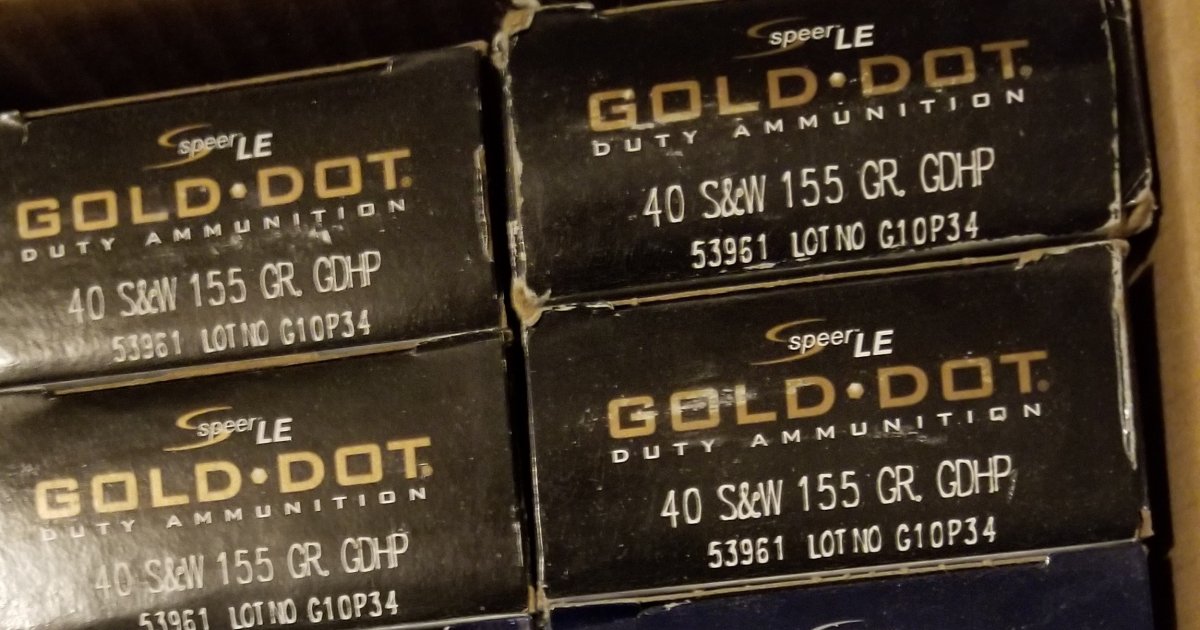 speer LE
GOLD·DOT.
DUTY AMMUNITION
40 S&W 155 GR. GDHP
53961 LOT NO G10P34
speer LE
GOLD·DOT.
DUTY AMMUNITION
40 S&W 155 GR. GDHP
53961 LOT NO G10P34
speer LE
GOLD·DOT.
DUTY AMMUNITION
40 S&W 155 GR. GDHP
53961 LOT NO G10P34
speer LE
GOLD·DOT.
DUTY AMMUNITION
40 S&W 155 GR. GDHP
53961 LOT NO G10P34